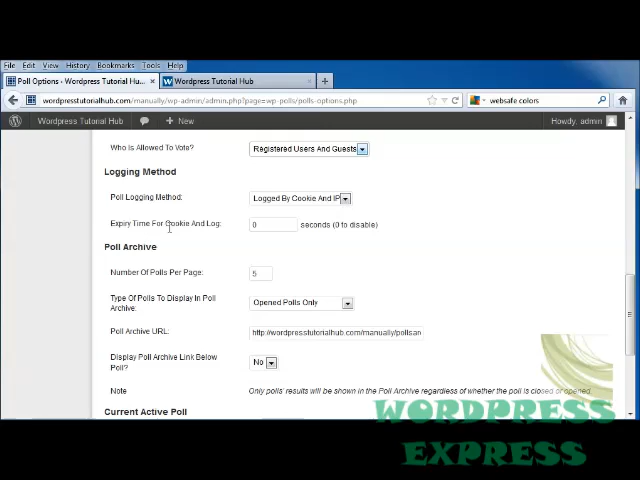 File Edit View History Bookmarks Tools Help
Poll Options - Wordpress Tutorial Hu... × Wordpress Tutorial Hub × +
wordpresstutorialhub.com/manually/wp-admin/admin.php?page=wp-polls/polls-options.php websafe colors
Wordpress Tutorial Hub + New Howdy, admin
Who Is Allowed To Vote? Registered Users And Guests
Logging Method
Poll Logging Method: Logged By Cookie And IP
Expiry Time For Cookie And Log: 0 seconds (0 to disable)
Poll Archive
Number Of Polls Per Page: 5
Type Of Polls To Display In Poll Archive: Opened Polls Only
Poll Archive URL: http://wordpresstutorialhub.com/manually/pollsar
Display Poll Archive Link Below Poll? No
Note Only polls' results will be shown in the Poll Archive regardless of whether the poll is closed or opened.
Current Active Poll
WORDPRESS
EXPRESS